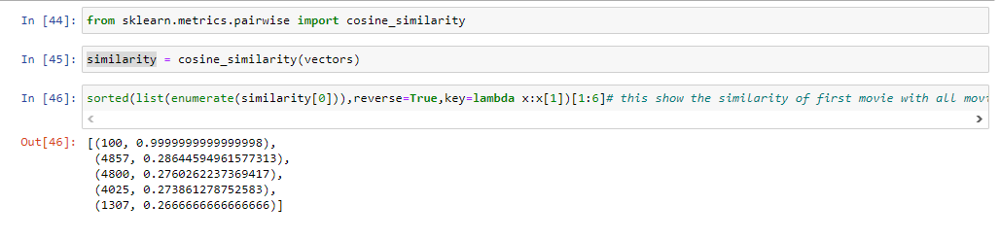 In [44]: from sklearn.metrics.pairwise import cosine_similarity
In [45]: similarity = cosine_similarity(vectors)
In [46]: sorted(list(enumerate(similarity[0])),reverse=True,key=lambda x:x[1])[1:6]# this show the similarity of first movie with all
Out[46]: [(100, 0.9999999999999998),
(4857, 0.28644594961577313),
(4800, 0.2760262237369417),
(4025, 0.273861278752583),
(1307, 0.2666666666666666)]